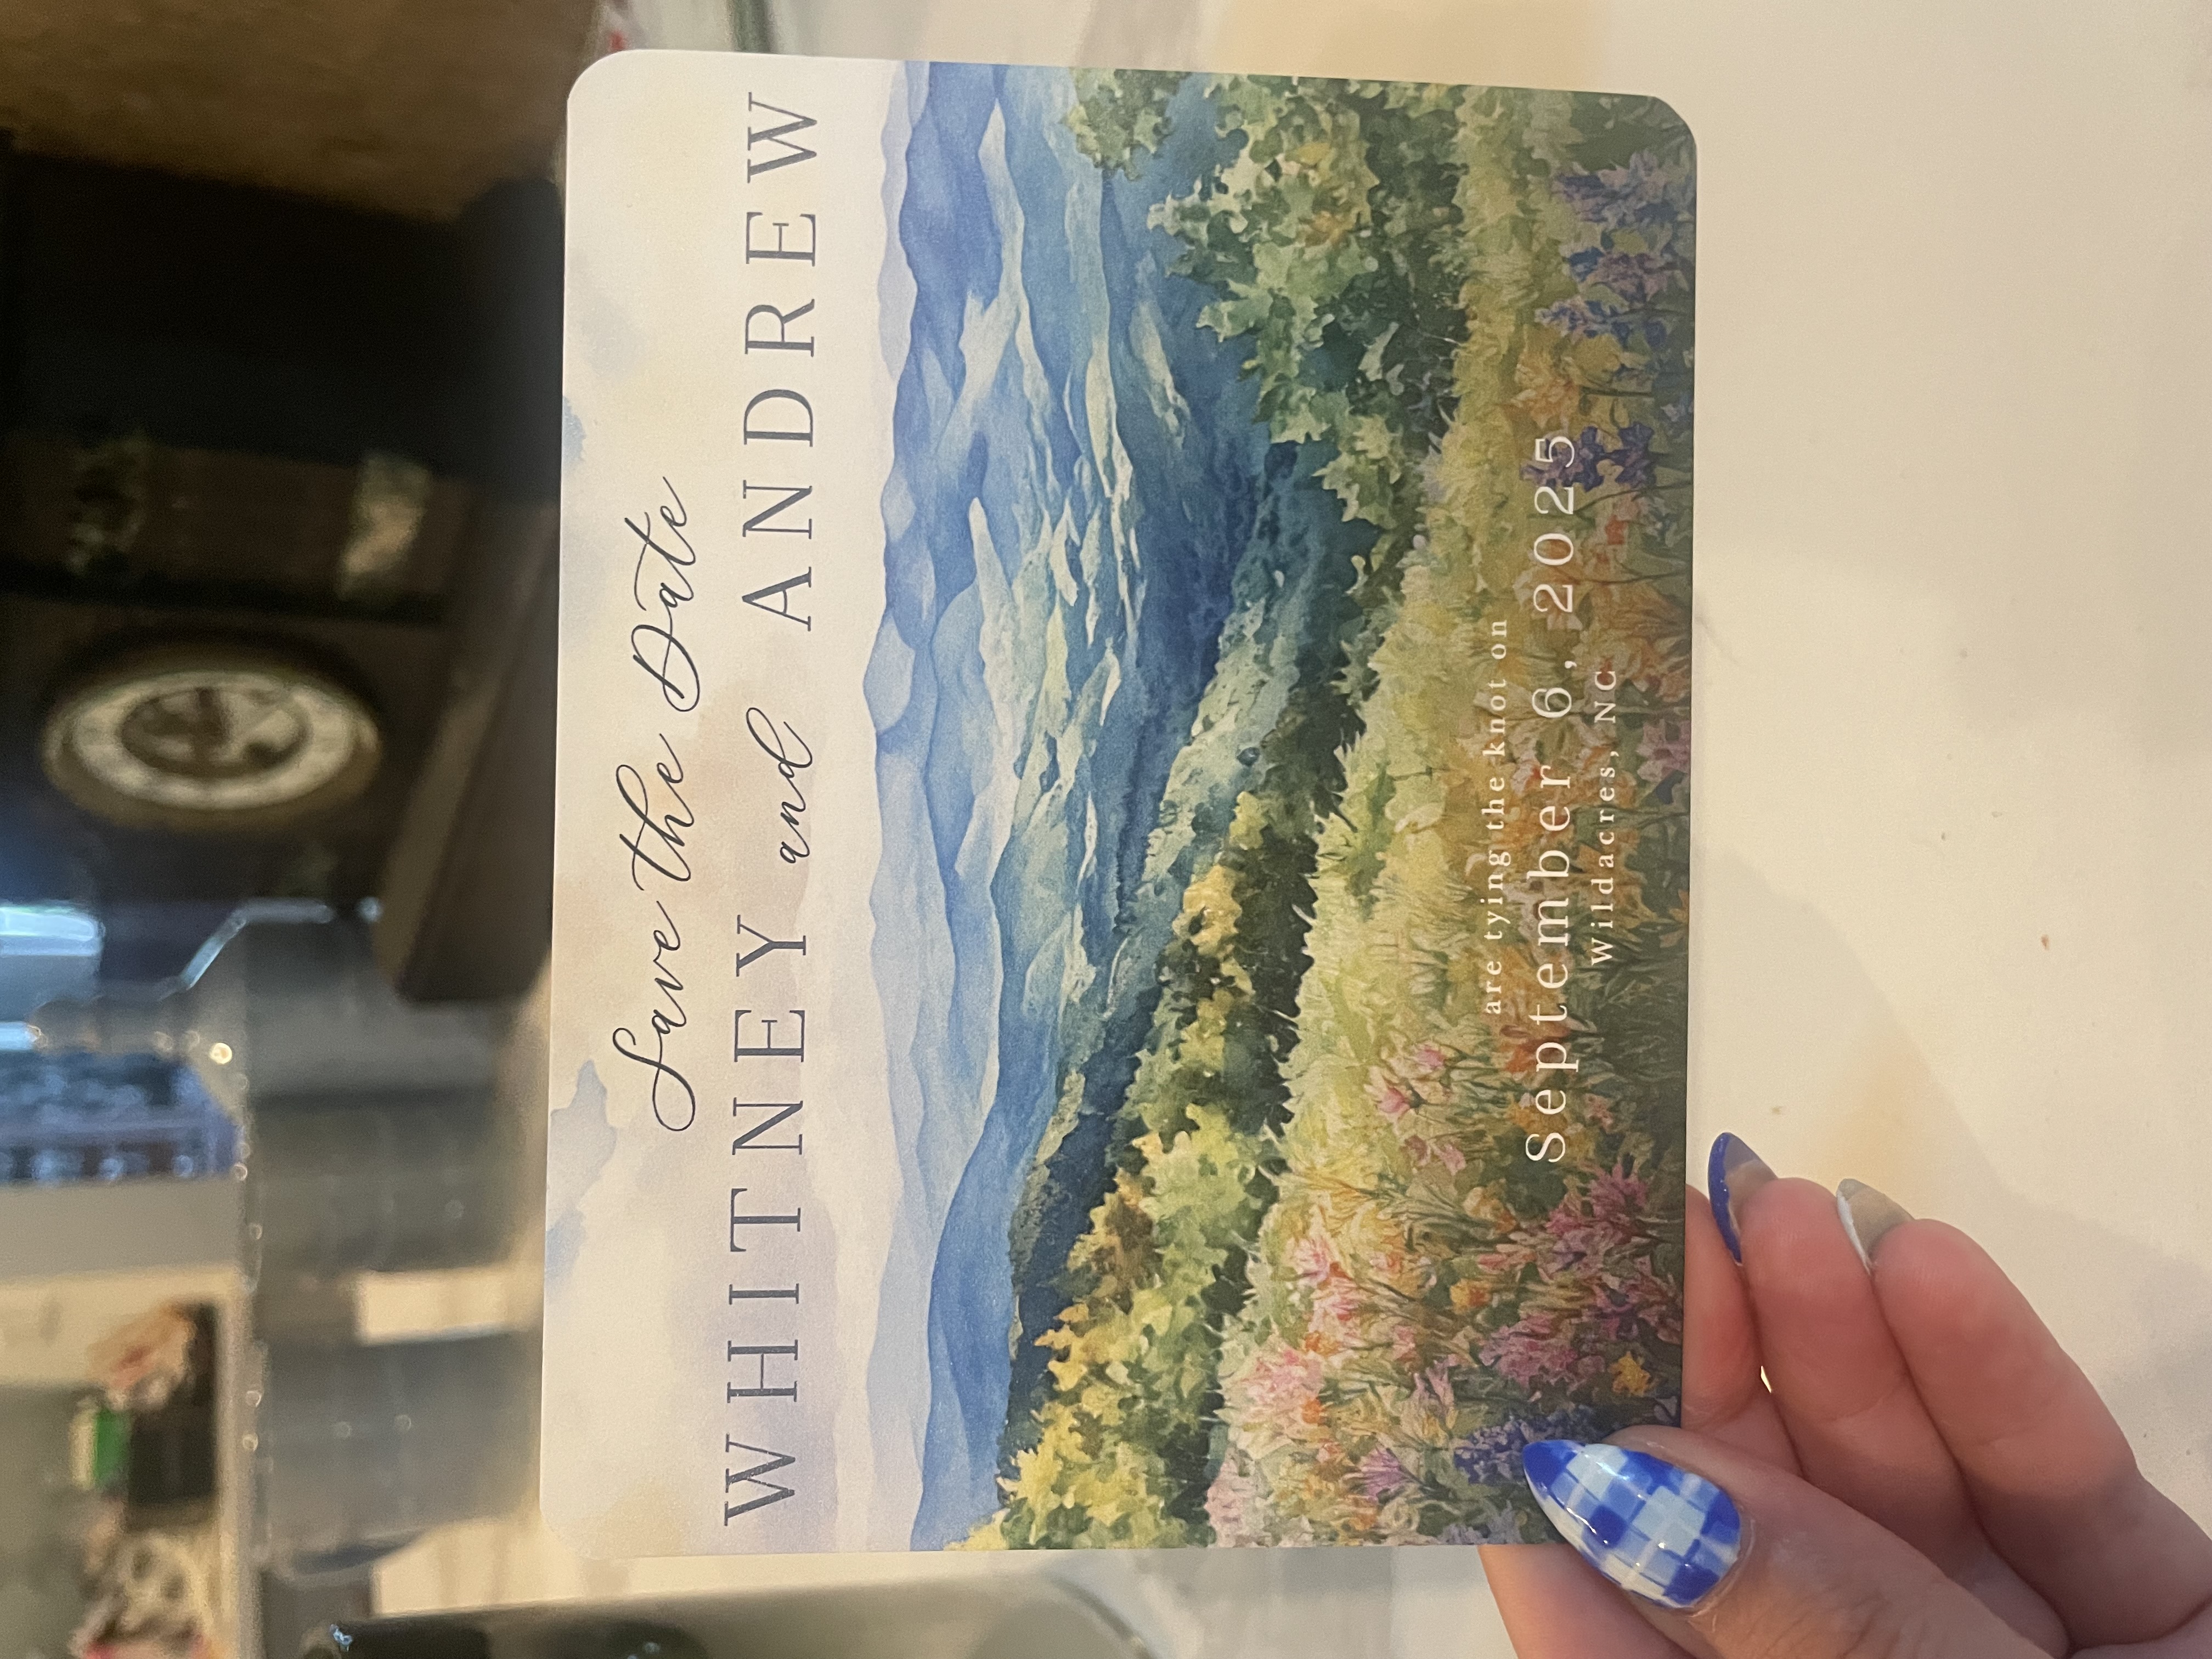 Save the Date
WHITNEY and ANDREW
are tying the knot on
September 6, 2025
Wildacres, NC